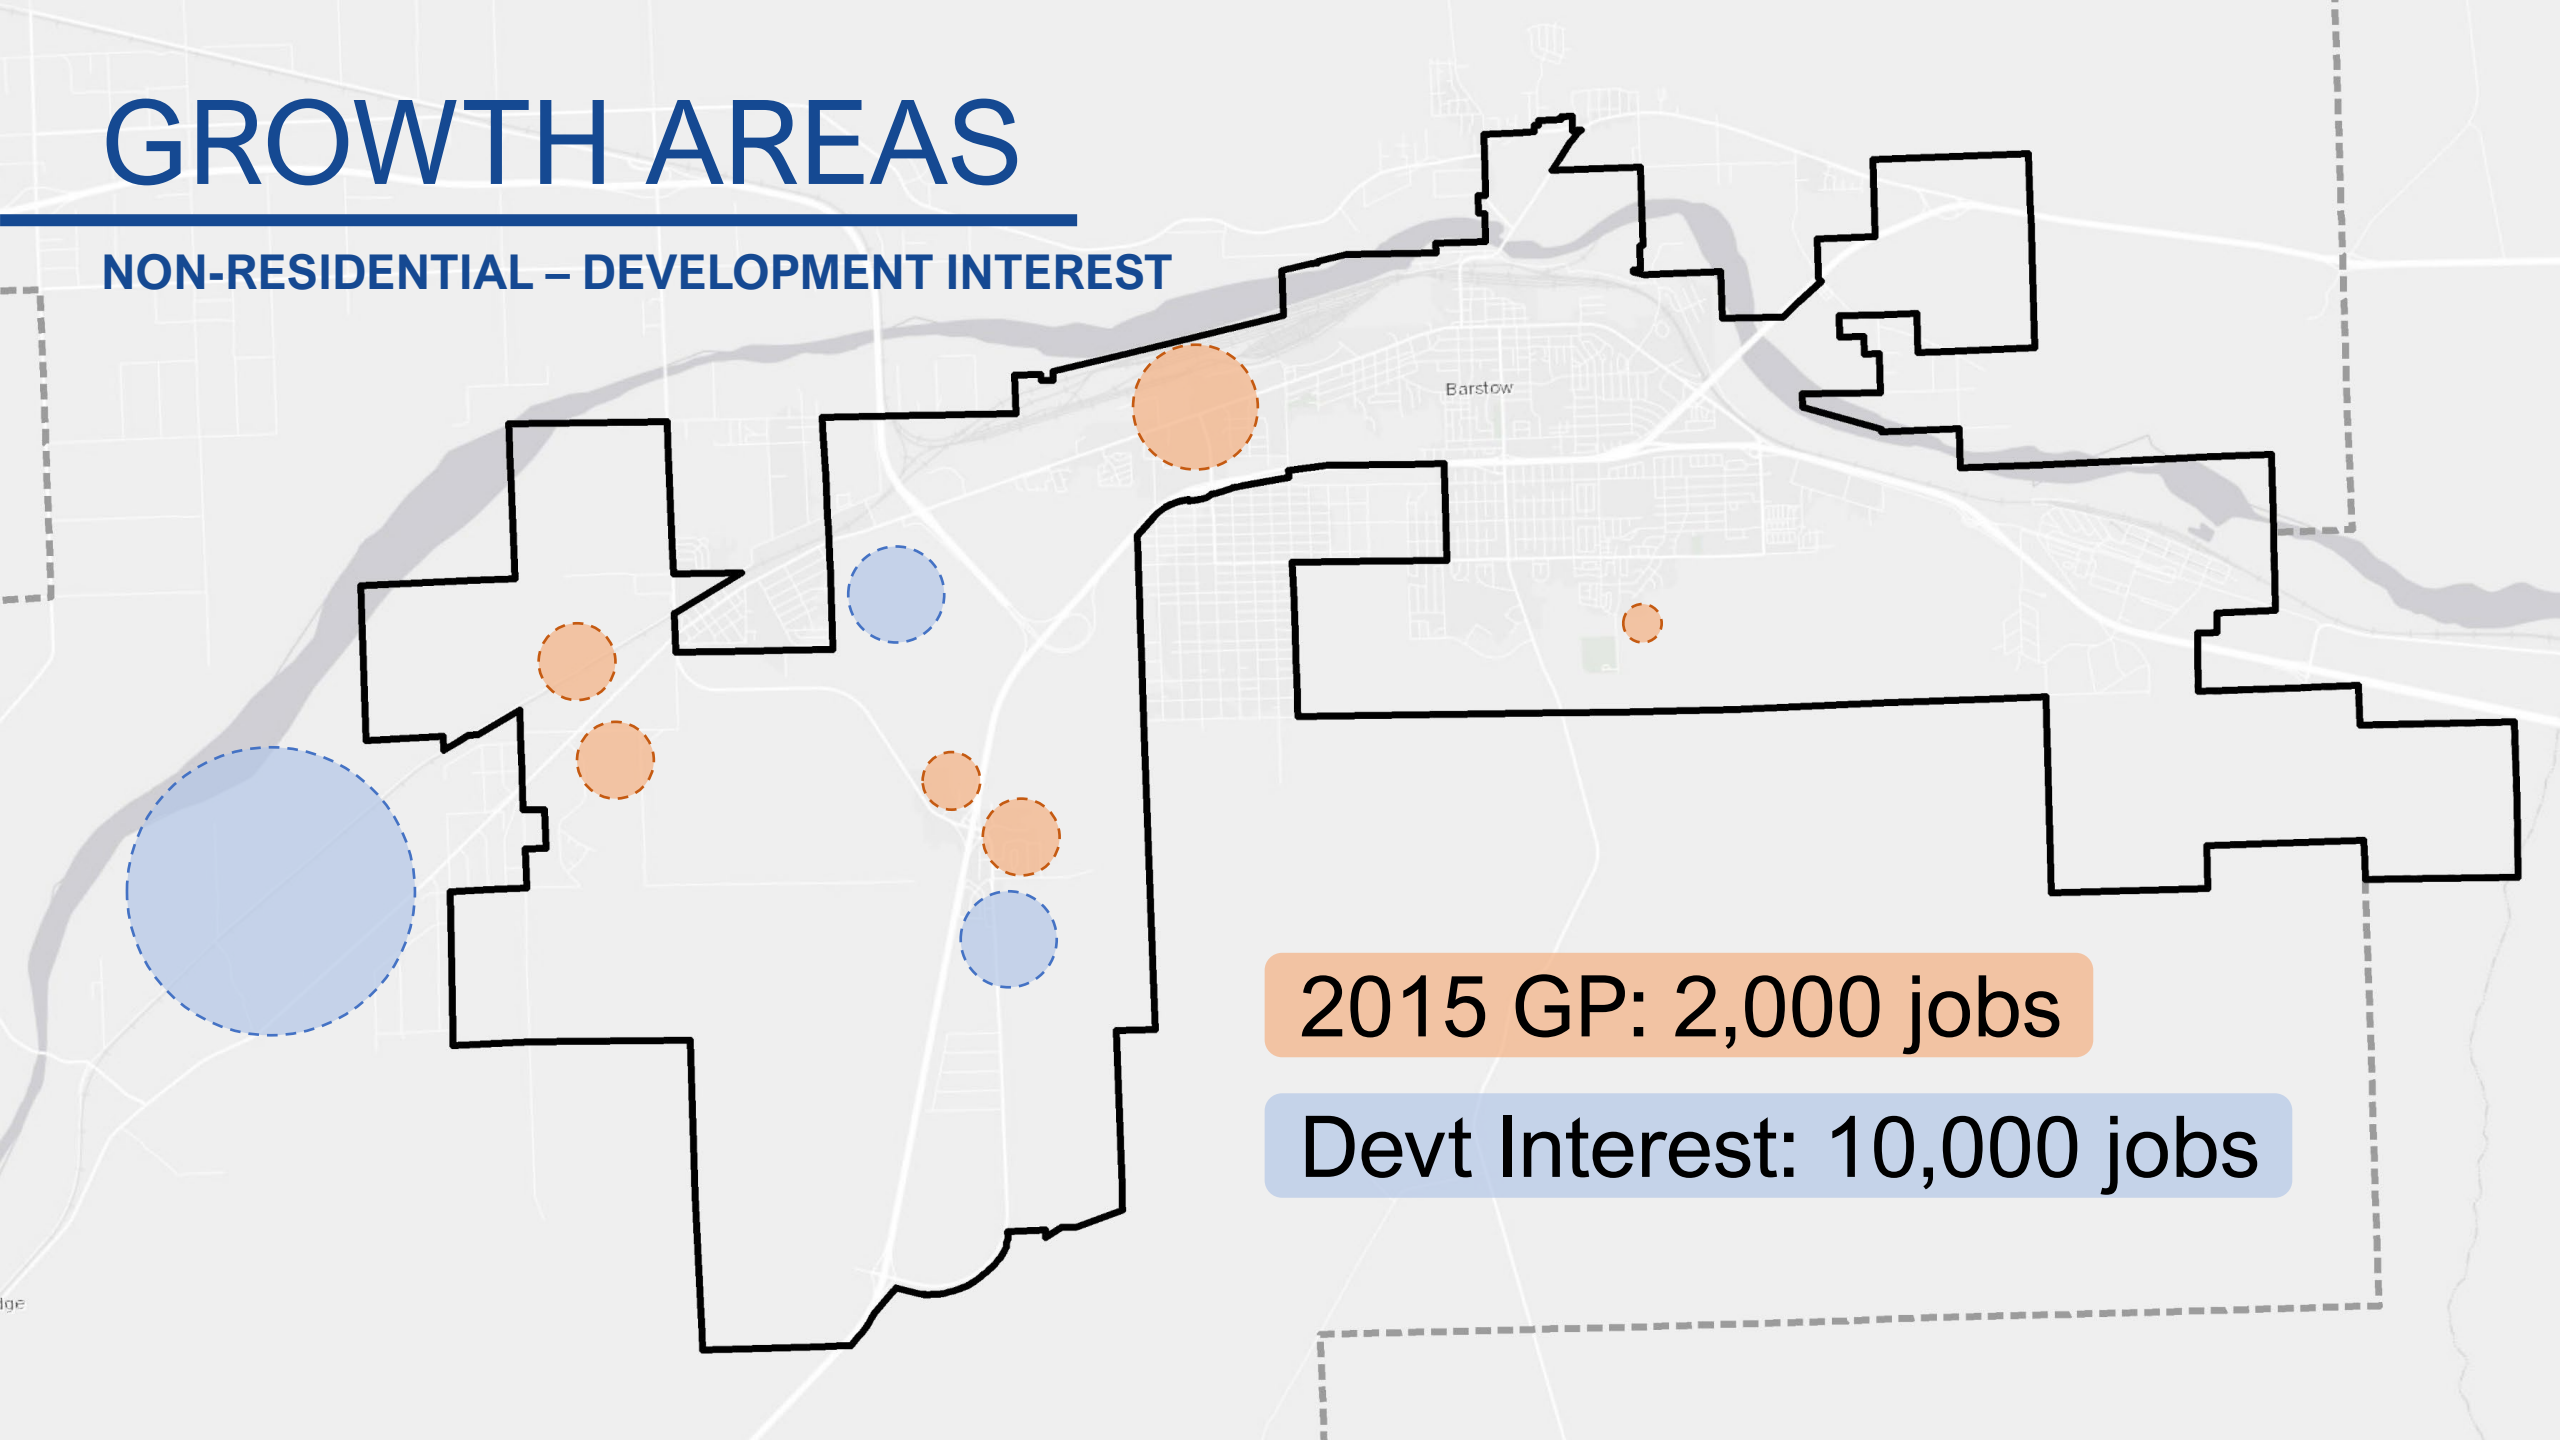 GROWTH AREAS
NON-RESIDENTIAL – DEVELOPMENT INTEREST
Barstow
2015 GP: 2,000 jobs
Devt Interest: 10,000 jobs